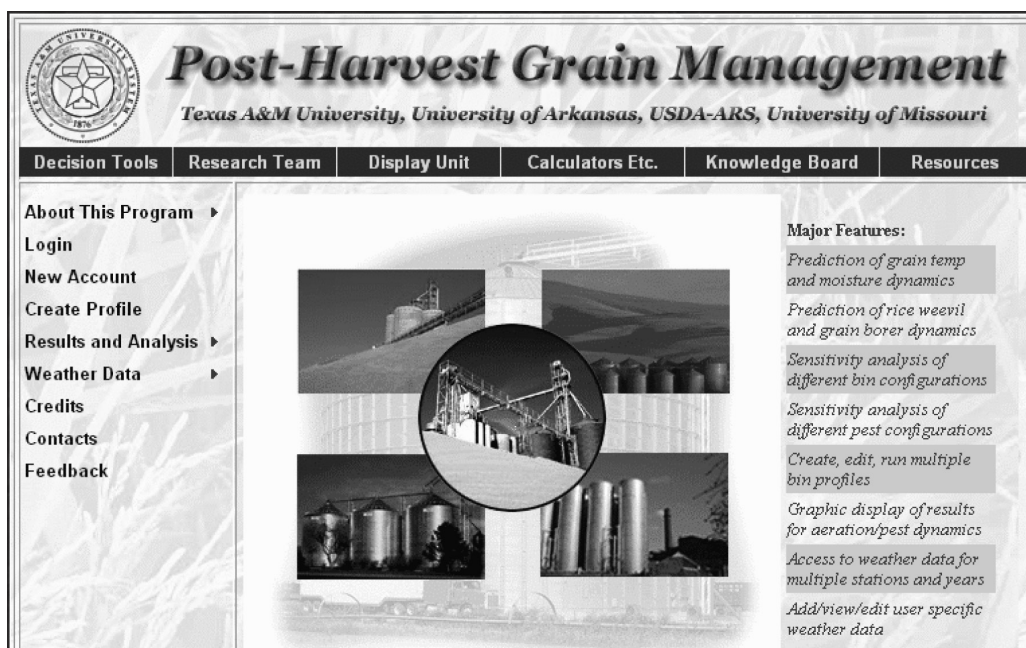 TEXAS A&M UNIVERSITY SYSTEM
1876
Post-Harvest Grain Management
Texas A&M University, University of Arkansas, USDA-ARS, University of Missouri
Decision Tools
Research Team
Display Unit
Calculators Etc.
Knowledge Board
Resources
About This Program
Login
New Account
Create Profile
Results and Analysis
Weather Data
Credits
Contacts
Feedback
Major Features:
Prediction of grain temp
and moisture dynamics
Prediction of rice weevil
and grain borer dynamics
Sensitivity analysis of
different bin configurations
Sensitivity analysis of
different pest configurations
Create, edit, run multiple
bin profiles
Graphic display of results
for aeration/pest dynamics
Access to weather data for
multiple stations and years
Add/view/edit user specific
weather data